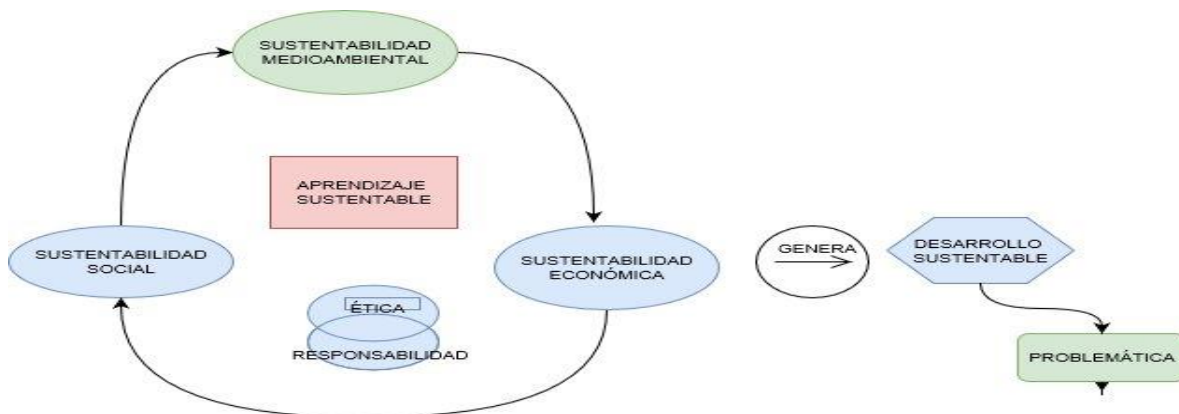 SUSTENTABILIDAD
MEDIOAMBIENTAL
APRENDIZAJE
SUSTENTABLE
SUSTENTABILIDAD
SOCIAL
SUSTENTABILIDAD
ECONÓMICA
GENERA
DESARROLLO
SUSTENTABLE
ÉTICA
RESPONSABILIDAD
PROBLEMÁTICA